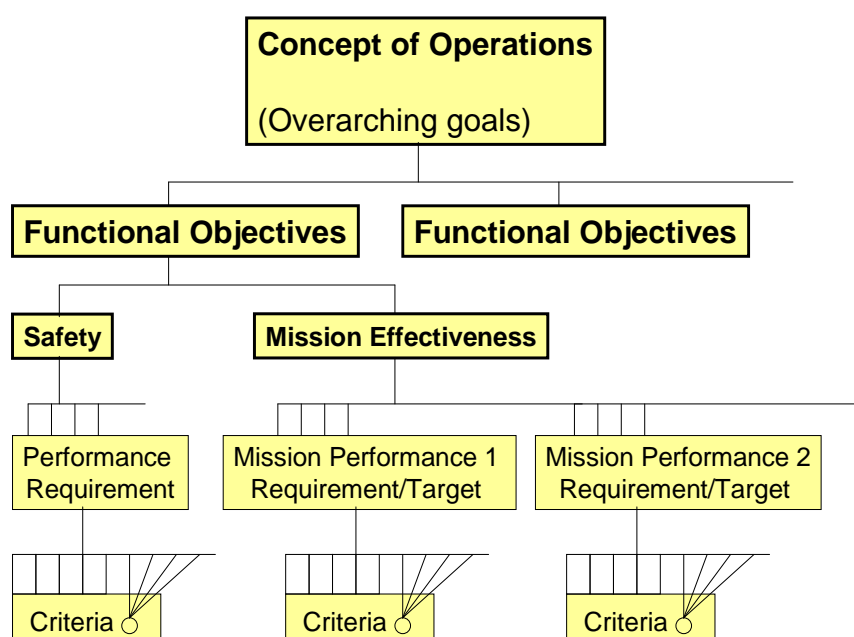 Concept of Operations
(Overarching goals)
Functional Objectives
Functional Objectives
Safety
Mission Effectiveness
Performance
Requirement
Mission Performance 1
Requirement/Target
Mission Performance 2
Requirement/Target
Criteria
Criteria
Criteria